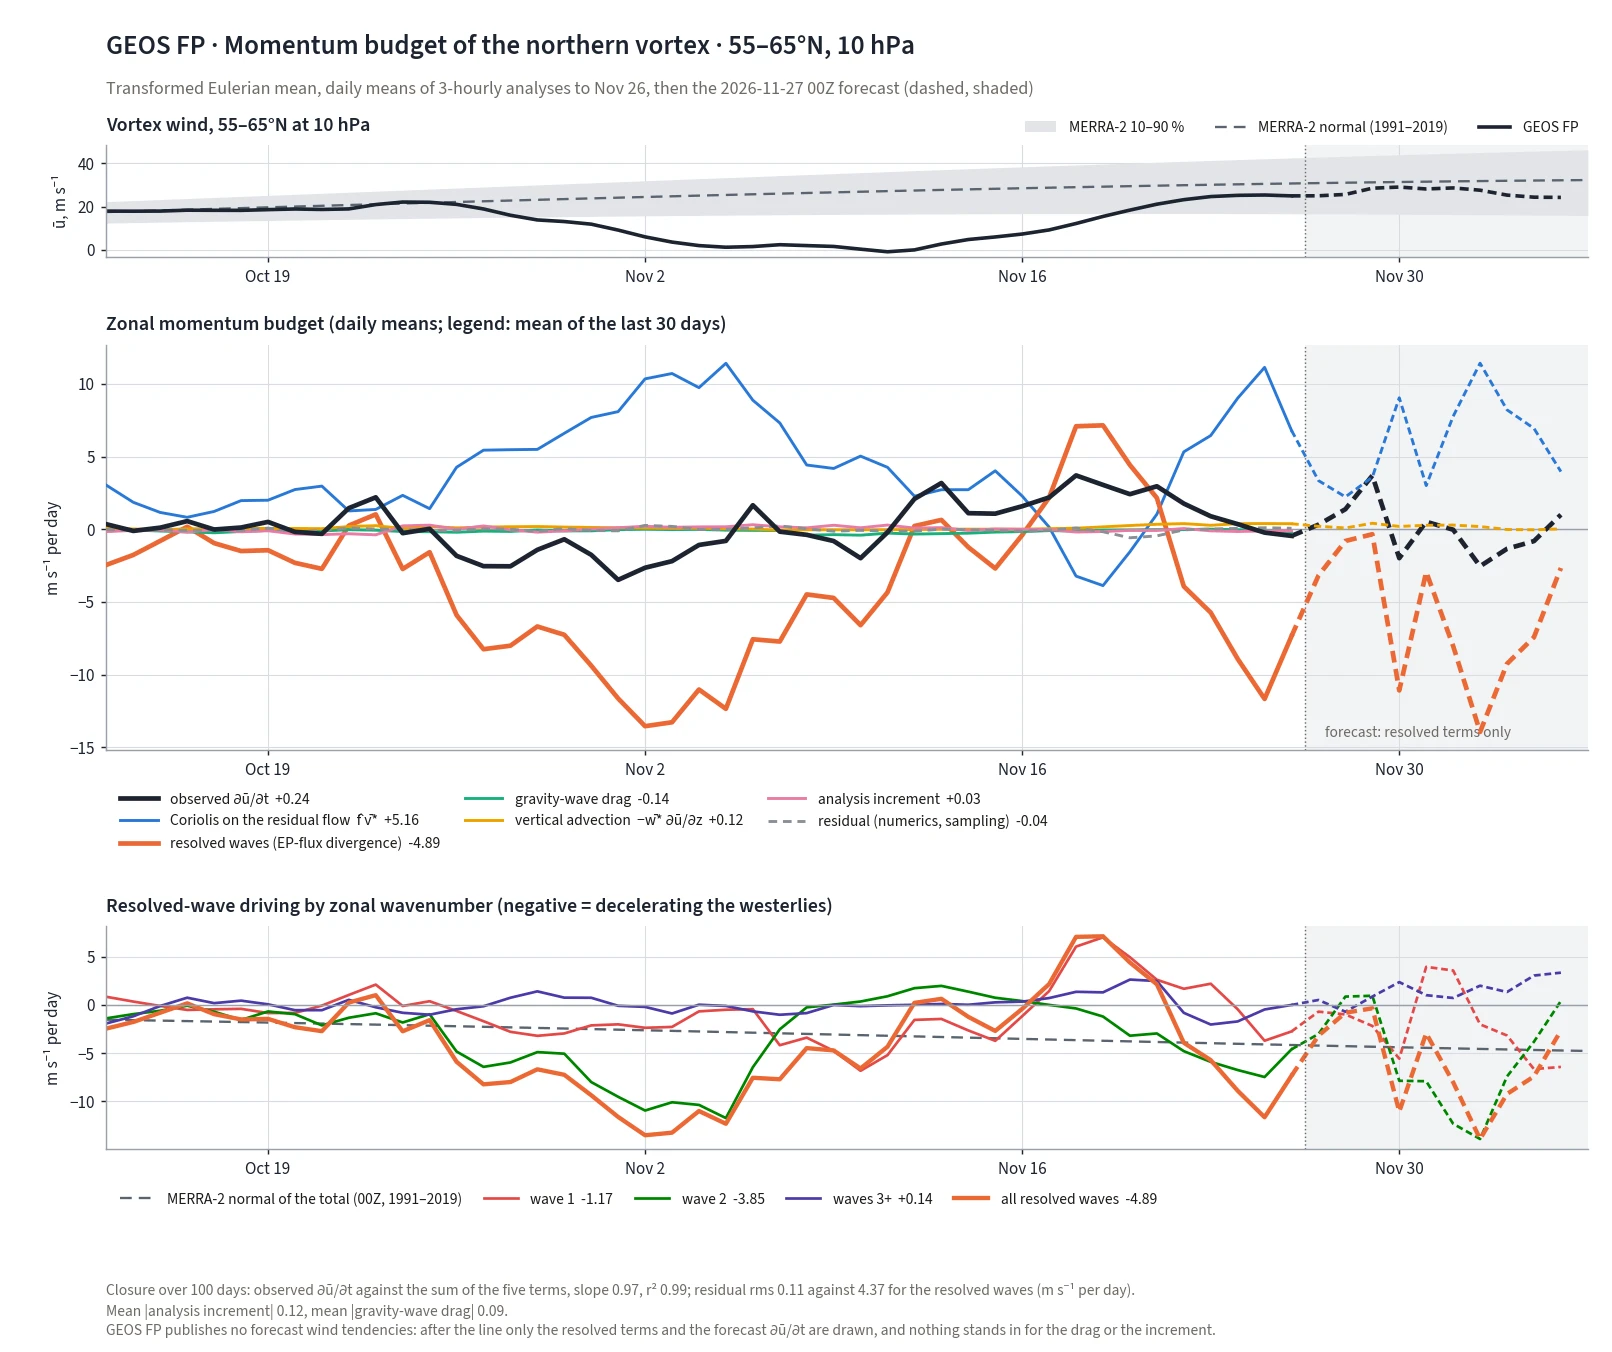 GEOS FP · Momentum budget of the northern vortex · 55–65°N, 10 hPa
Transformed Eulerian mean, daily means of 3-hourly analyses to Nov 26, then the 2026-11-27 00Z forecast (dashed, shaded)
Vortex wind, 55–65°N at 10 hPa
MERRA-2 10–90 % MERRA-2 normal (1991–2019) GEOS FP
ū, m s⁻¹
40
20
0
Oct 19 Nov 2 Nov 16 Nov 30
Zonal momentum budget (daily means; legend: mean of the last 30 days)
m s⁻¹ per day
10
5
0
−5
−10
−15
forecast: resolved terms only
Oct 19 Nov 2 Nov 16 Nov 30
observed ∂ū/∂t +0.24 gravity-wave drag -0.14 analysis increment +0.03
Coriolis on the residual flow f v̄* +5.16 vertical advection −w̄* ∂ū/∂z +0.12 residual (numerics, sampling) -0.04
resolved waves (EP-flux divergence) -4.89
Resolved-wave driving by zonal wavenumber (negative = decelerating the westerlies)
m s⁻¹ per day
5
0
−5
−10
Oct 19 Nov 2 Nov 16 Nov 30
MERRA-2 normal of the total (00Z, 1991–2019) wave 1 -1.17 wave 2 -3.85 waves 3+ +0.14 all resolved waves -4.89
Closure over 100 days: observed ∂ū/∂t against the sum of the five terms, slope 0.97, r² 0.99; residual rms 0.11 against 4.37 for the resolved waves (m s⁻¹ per day).
Mean |analysis increment| 0.12, mean |gravity-wave drag| 0.09.
GEOS FP publishes no forecast wind tendencies: after the line only the resolved terms and the forecast ∂ū/∂t are drawn, and nothing stands in for the drag or the increment.